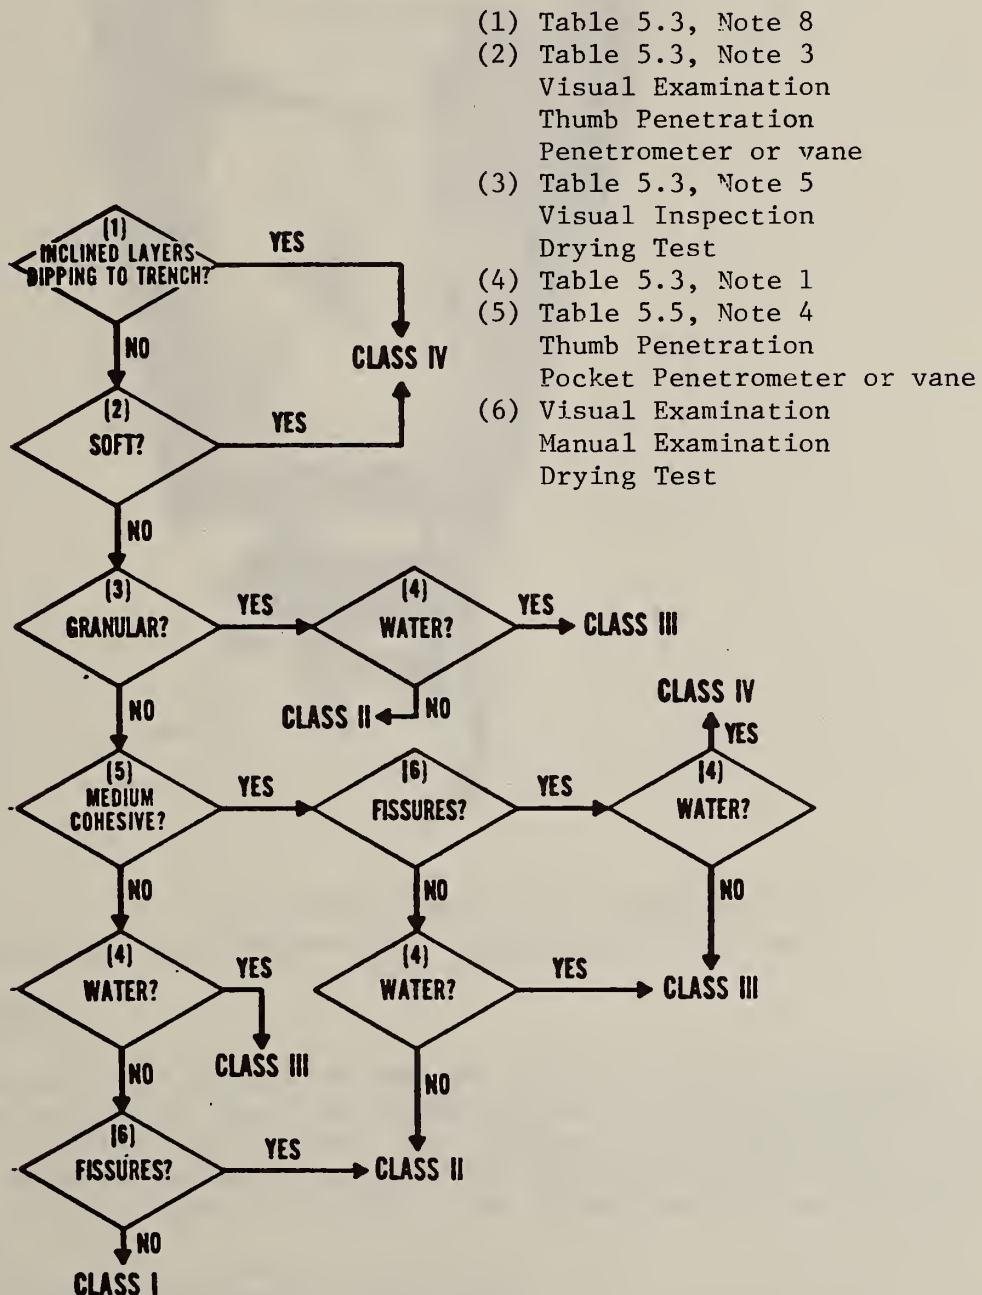 (1) Table 5.3, Note 8
(2) Table 5.3, Note 3
Visual Examination
Thumb Penetration
Penetrometer or vane
(3) Table 5.3, Note 5
Visual Inspection
Drying Test
(4) Table 5.3, Note 1
(5) Table 5.5, Note 4
Thumb Penetration
Pocket Penetrometer or vane
(6) Visual Examination
Manual Examination
Drying Test
(1)
INCLINED LAYERS
DIPPING TO TRENCH?
YES
NO
CLASS IV
(2)
SOFT?
YES
NO
(3)
GRANULAR?
YES
(4)
WATER?
YES
CLASS III
NO
CLASS II
NO
CLASS IV
YES
(5)
MEDIUM
COHESIVE?
YES
(6)
FISSURES?
YES
(4)
WATER?
NO
NO
NO
(4)
WATER?
YES
CLASS III
(4)
WATER?
YES
CLASS III
NO
NO
(6)
FISSURES?
YES
CLASS II
NO
CLASS I